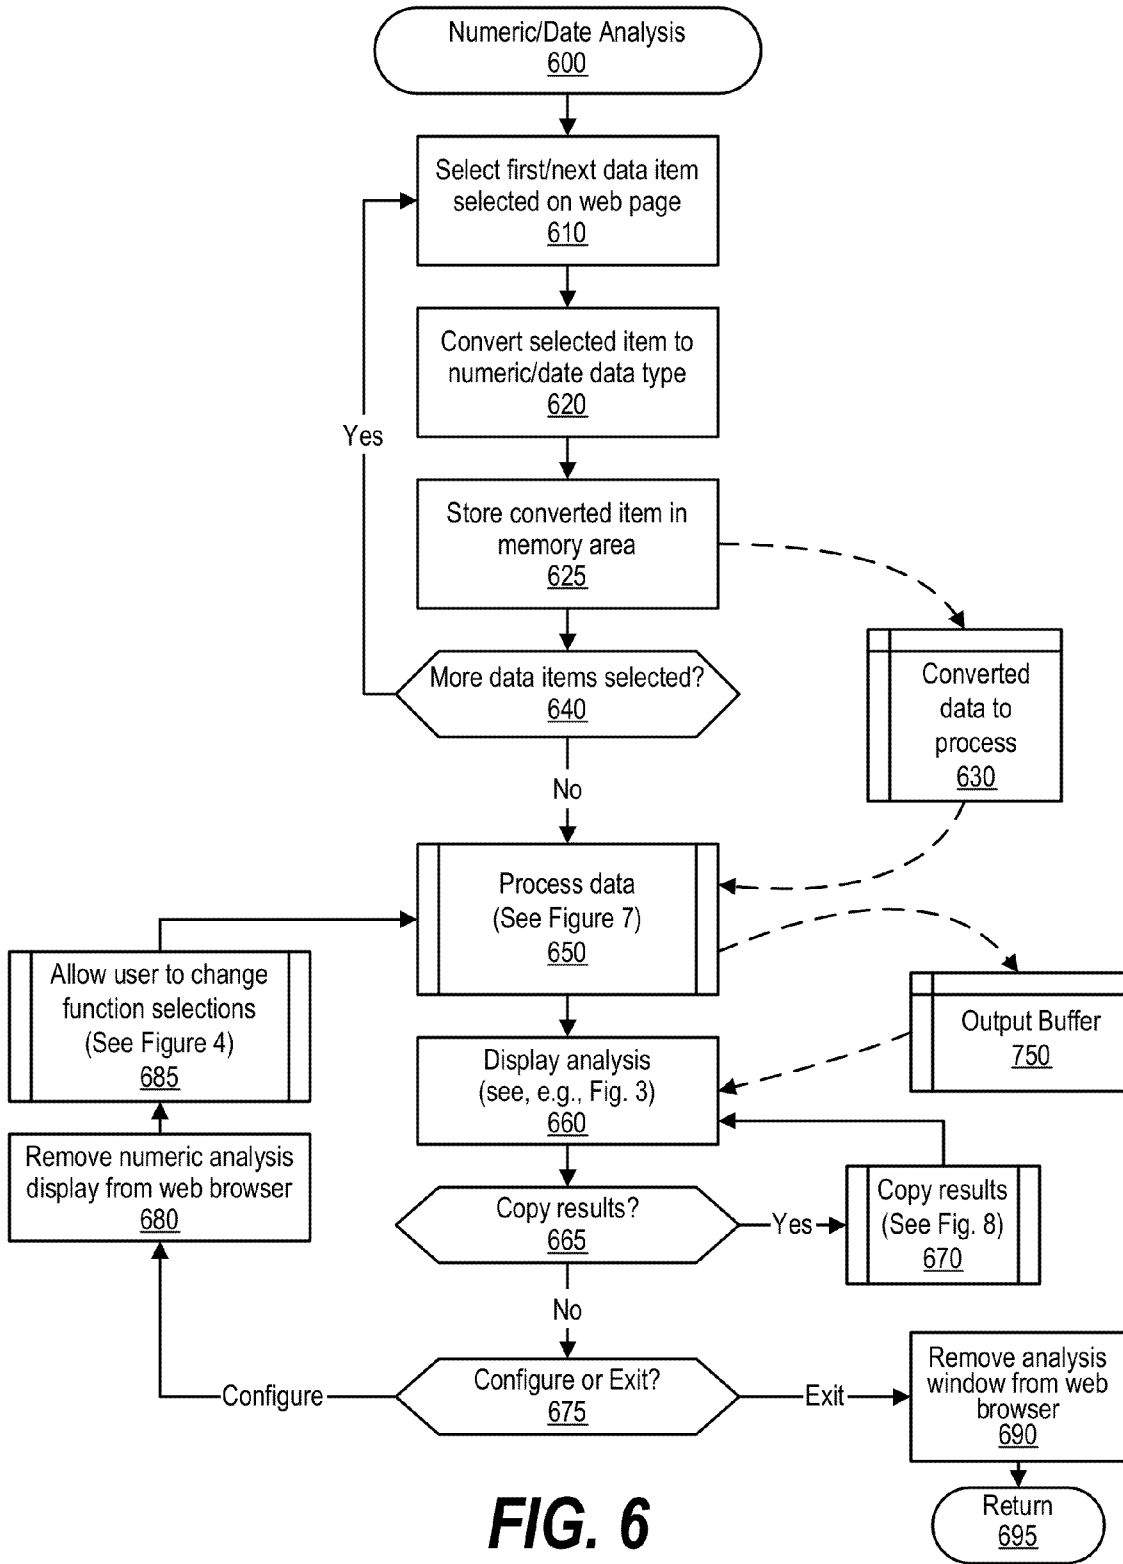 Numeric/Date Analysis
600
Select first/next data item
selected on web page
610
Convert selected item to
numeric/date data type
620
Yes
Store converted item in
memory area
625
More data items selected?
640
Converted
data to
process
630
No
Process data
(See Figure 7)
650
Allow user to change
function selections
(See Figure 4)
685
Output Buffer
750
Display analysis
(see, e.g., Fig. 3)
660
Remove numeric analysis
display from web browser
680
Copy results?
665
Yes
Copy results
(See Fig. 8)
670
No
Configure
Configure or Exit?
675
Exit
Remove analysis
window from web
browser
690
Return
695
FIG. 6